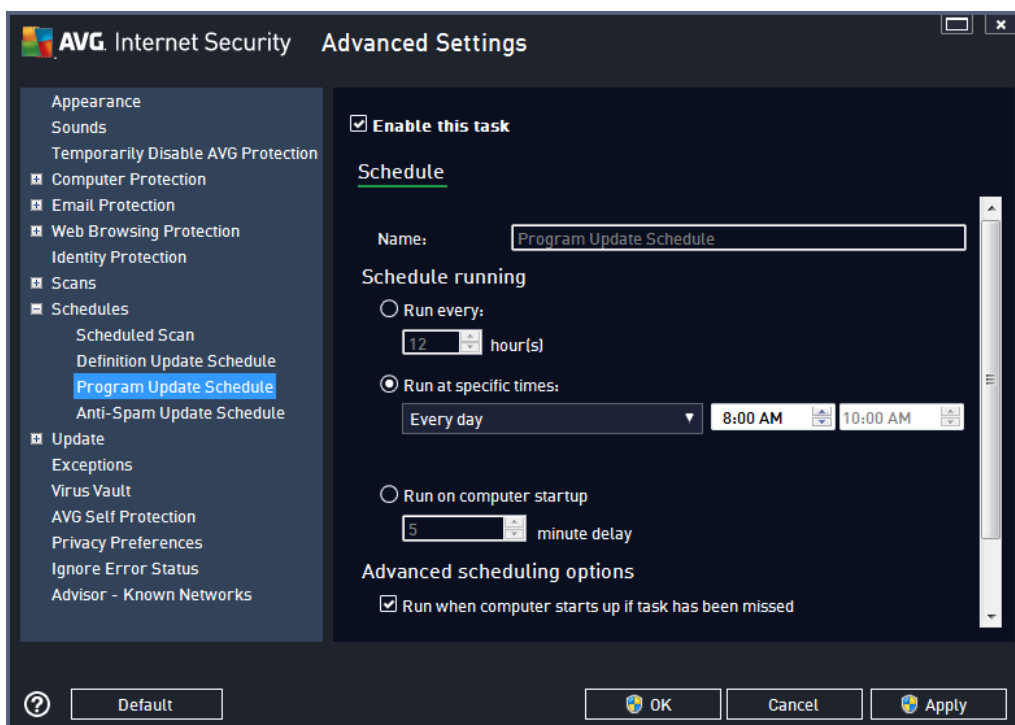 AVG. Internet Security Advanced Settings
Appearance
Sounds
Temporarily Disable AVG Protection
Computer Protection
Email Protection
Web Browsing Protection
Identity Protection
Scans
Schedules
Scheduled Scan
Definition Update Schedule
Program Update Schedule
Anti-Spam Update Schedule
Update
Exceptions
Virus Vault
AVG Self Protection
Privacy Preferences
Ignore Error Status
Advisor - Known Networks
Enable this task
Schedule
Name: Program Update Schedule
Schedule running
Run every:
12 hour(s)
Run at specific times:
Every day 8:00 AM 10:00 AM
Run on computer startup
5 minute delay
Advanced scheduling options
Run when computer starts up if task has been missed
? Default OK Cancel Apply